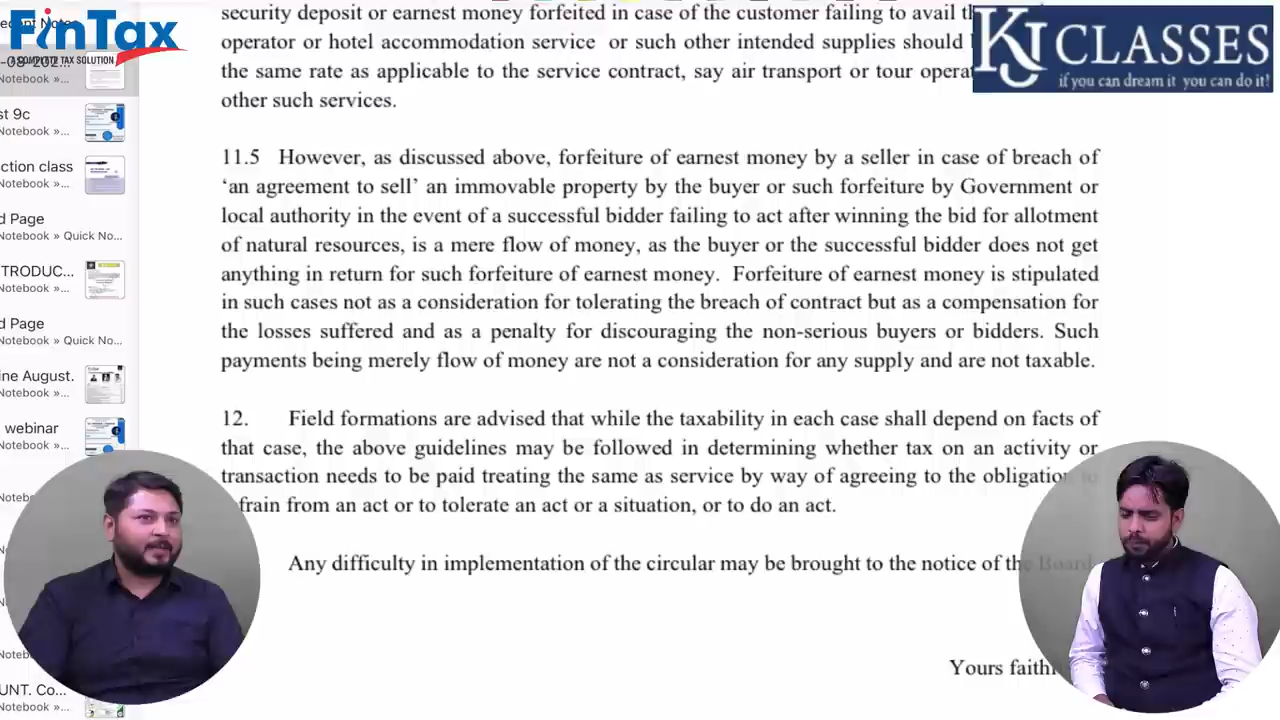 security deposit or earnest money forfeited in case of the customer failing to avail
operator or hotel accommodation service or such other intended supplies should
the same rate as applicable to the service contract, say air transport or tour
other such services.
11.5 However, as discussed above, forfeiture of earnest money by a seller in case of breach of
‘an agreement to sell’ an immovable property by the buyer or such forfeiture by Government or
local authority in the event of a successful bidder failing to act after winning the bid for allotment
of natural resources, is a mere flow of money, as the buyer or the successful bidder does not get
anything in return for such forfeiture of earnest money. Forfeiture of earnest money is stipulated
in such cases not as a consideration for tolerating the breach of contract but as a compensation for
the losses suffered and as a penalty for discouraging the non-serious buyers or bidders. Such
payments being merely flow of money are not a consideration for any supply and are not taxable.
12. Field formations are advised that while the taxability in each case shall depend on facts of
that case, the above guidelines may be followed in determining whether tax on an activity or
transaction needs to be paid treating the same as service by way of agreeing to the obligation
frain from an act or to tolerate an act or a situation, or to do an act.
Any difficulty in implementation of the circular may be brought to the notice of the Board
Yours
FinTax
A COMPLETE TAX SOLUTION
KJ CLASSES
if you can dream it you can do it!
Notebook »...
st 9c
Notebook »...
ction class
Notebook »...
d Page
Notebook » Quick No...
TRODUC...
Notebook »...
d Page
Notebook » Quick No...
ine August.
Notebook »...
webinar
Notebook »...
UNT. Co...
Notebook »...